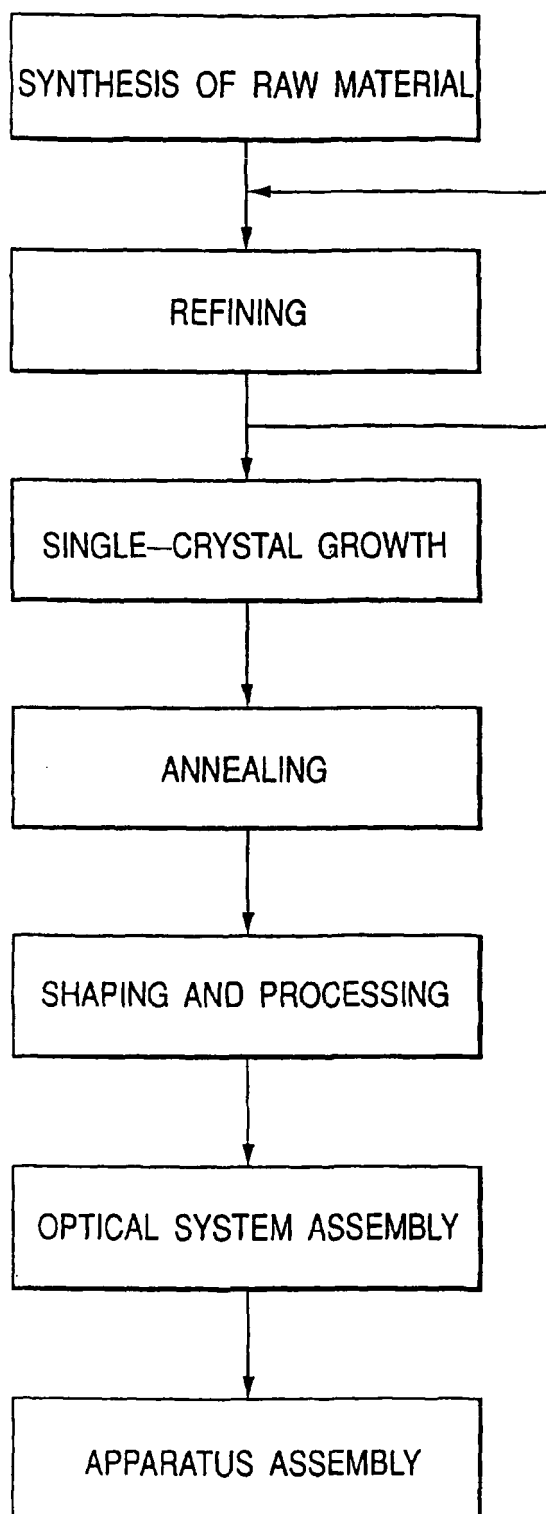 SYNTHESIS OF RAW MATERIAL
REFINING
SINGLE—CRYSTAL GROWTH
ANNEALING
SHAPING AND PROCESSING
OPTICAL SYSTEM ASSEMBLY
APPARATUS ASSEMBLY